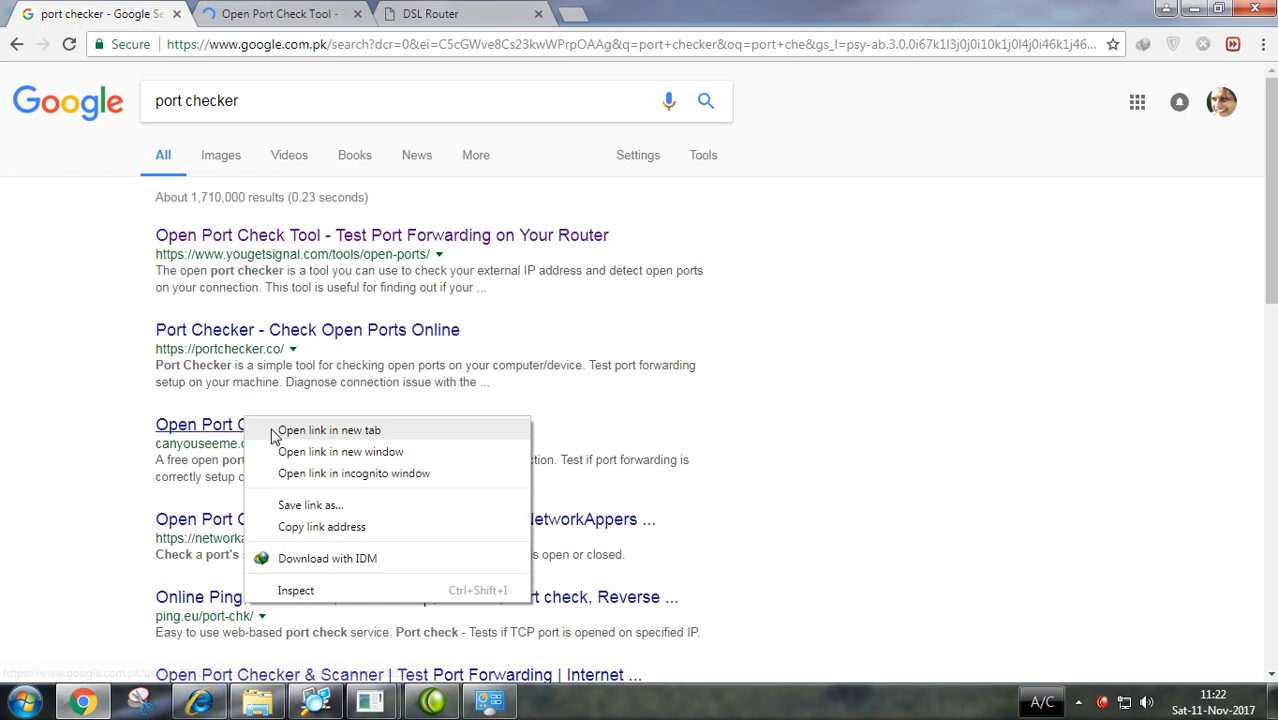 port checker - Google Se
Open Port Check Tool -
DSL Router
Secure
https://www.google.com.pk/search?dcr=0&ei=C5cGWve8Cs23kwWPrpOAAg&q=port+checker&oq=port+che&gs_l=psy-ab.3.0.0i67k1l3j0j0i10k1j0l4j0i46k1j46...
Google
port checker
All
Images
Videos
Books
News
More
Settings
Tools
About 1,710,000 results (0.23 seconds)
Open Port Check Tool - Test Port Forwarding on Your Router
https://www.yougetsignal.com/tools/open-ports/
The open port checker is a tool you can use to check your external IP address and detect open ports
on your connection. This tool is useful for finding out if your ...
Port Checker - Check Open Ports Online
https://portchecker.co/
Port Checker is a simple tool for checking open ports on your computer/device. Test port forwarding
setup on your machine. Diagnose connection issue with the ...
Open Port C
canyouseeme.
A free open port
ction. Test if port forwarding is
correctly setup o
Open Port C
NetworkAppers ...
https://networka
Check a port's s
is open or closed.
Online Ping,
rt check, Reverse ...
ping.eu/port-chk/
Easy to use web-based port check service. Port check - Tests if TCP port is opened on specified IP.
Open Port Checker & Scanner | Test Port Forwarding | Internet ...
Open link in new tab
Open link in new window
Open link in incognito window
Save link as...
Copy link address
Download with IDM
Inspect
Ctrl+Shift+I
A/C
11:22
Sat-11-Nov-2017